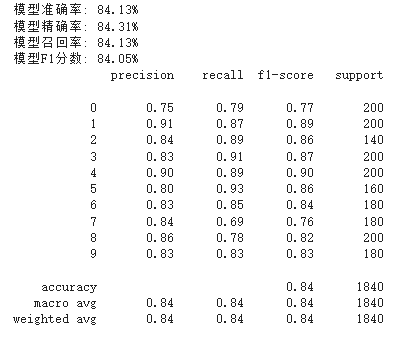 模型准确率: 84.13%
模型精确率: 84.31%
模型召回率: 84.13%
模型F1分数: 84.05%
precision recall f1-score support
0 0.75 0.79 0.77 200
1 0.91 0.87 0.89 200
2 0.84 0.89 0.86 140
3 0.83 0.91 0.87 200
4 0.90 0.89 0.90 200
5 0.80 0.93 0.86 160
6 0.83 0.85 0.84 180
7 0.84 0.69 0.76 180
8 0.86 0.78 0.82 200
9 0.83 0.83 0.83 180
accuracy 0.84 1840
macro avg 0.84 0.84 0.84 1840
weighted avg 0.84 0.84 0.84 1840